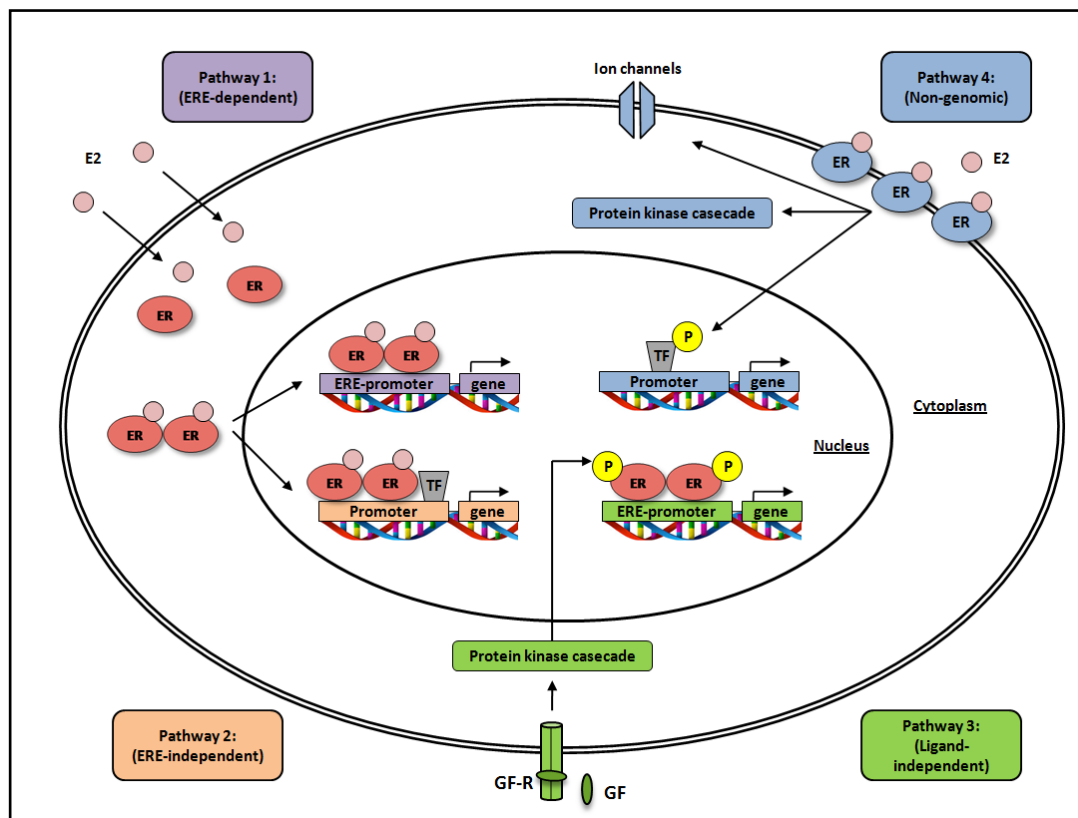 Pathway 1:
(ERE-dependent)
Ion channels
Pathway 4:
(Non-genomic)
E2
ER
ER
ER
E2
Protein kinase casecade
ER
ER
ER
ER
ERE-promoter
gene
P
TF
Promoter
gene
Cytoplasm
ER
ER
Nucleus
ER
ER
TF
Promoter
gene
P
P
ER
ER
ERE-promoter
gene
Protein kinase casecade
Pathway 2:
(ERE-independent)
Pathway 3:
(Ligand-
independent)
GF-R
GF